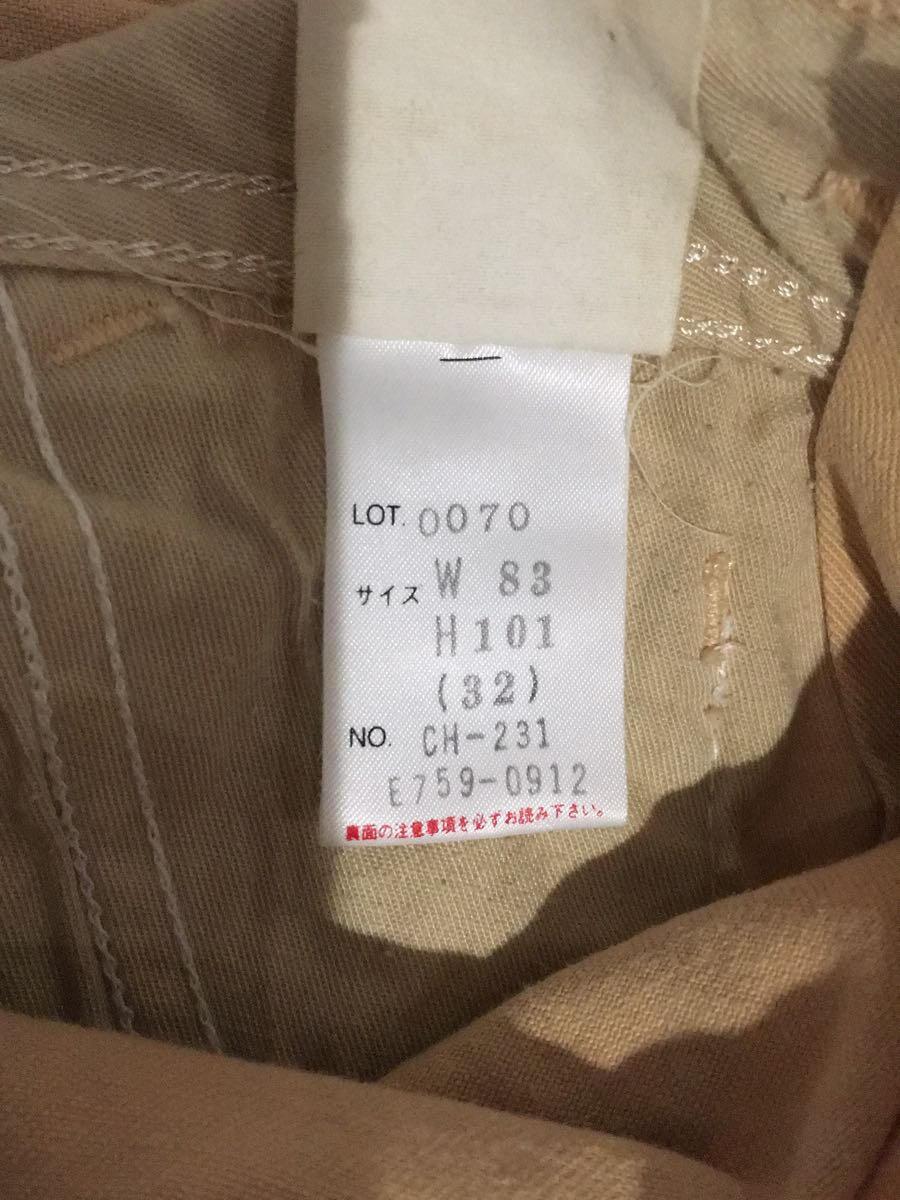 LOT. 0070
サイズ W 83
H101
(32)
NO. CH-231
E759-0912
裏面の注意事項を必ずお読み下さい。